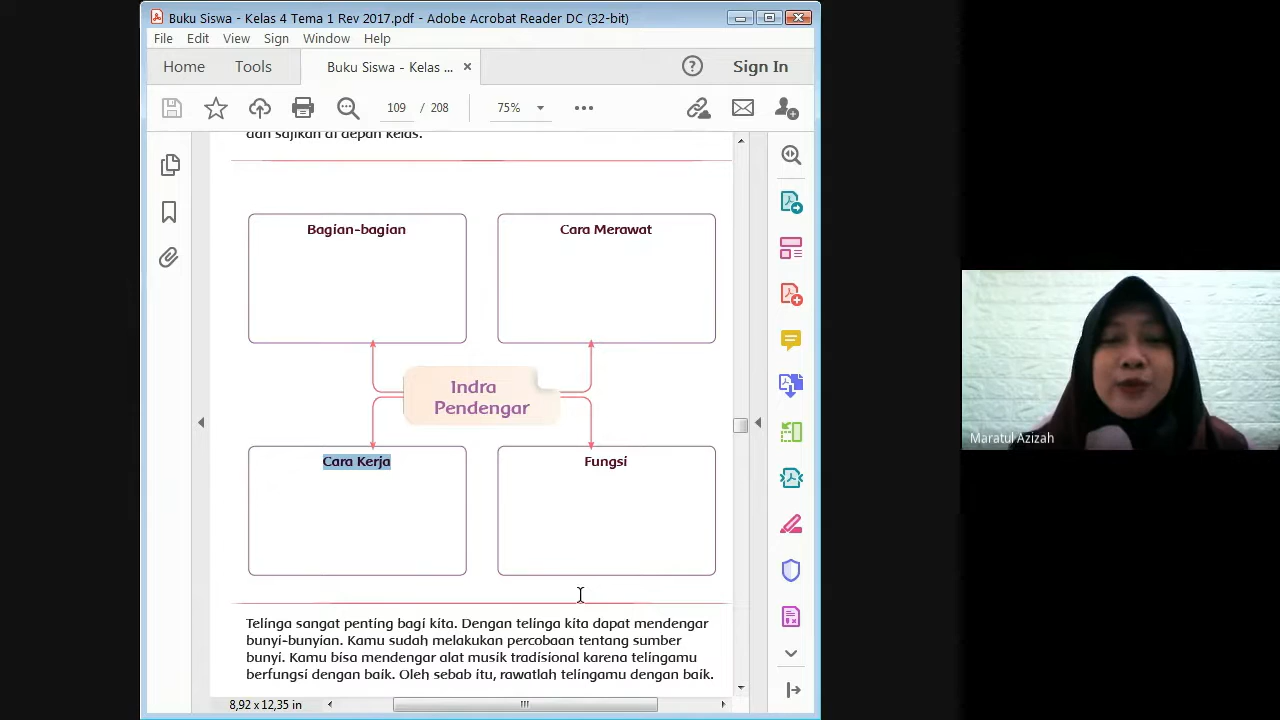 Buku Siswa - Kelas 4 Tema 1 Rev 2017.pdf - Adobe Acrobat Reader DC (32-bit)
File Edit View Sign Window Help
Home Tools Buku Siswa - Kelas ... × Sign In
109 / 208 75%
dan sajikan di depan kelas.
Bagian-bagian
Cara Merawat
Indra
Pendengar
Cara Kerja
Fungsi
Telinga sangat penting bagi kita. Dengan telinga kita dapat mendengar
bunyi-bunyian. Kamu sudah melakukan percobaan tentang sumber
bunyi. Kamu bisa mendengar alat musik tradisional karena telingamu
berfungsi dengan baik. Oleh sebab itu, rawatlah telingamu dengan baik.
8,92 x 12,35 in
Maratul Azizah